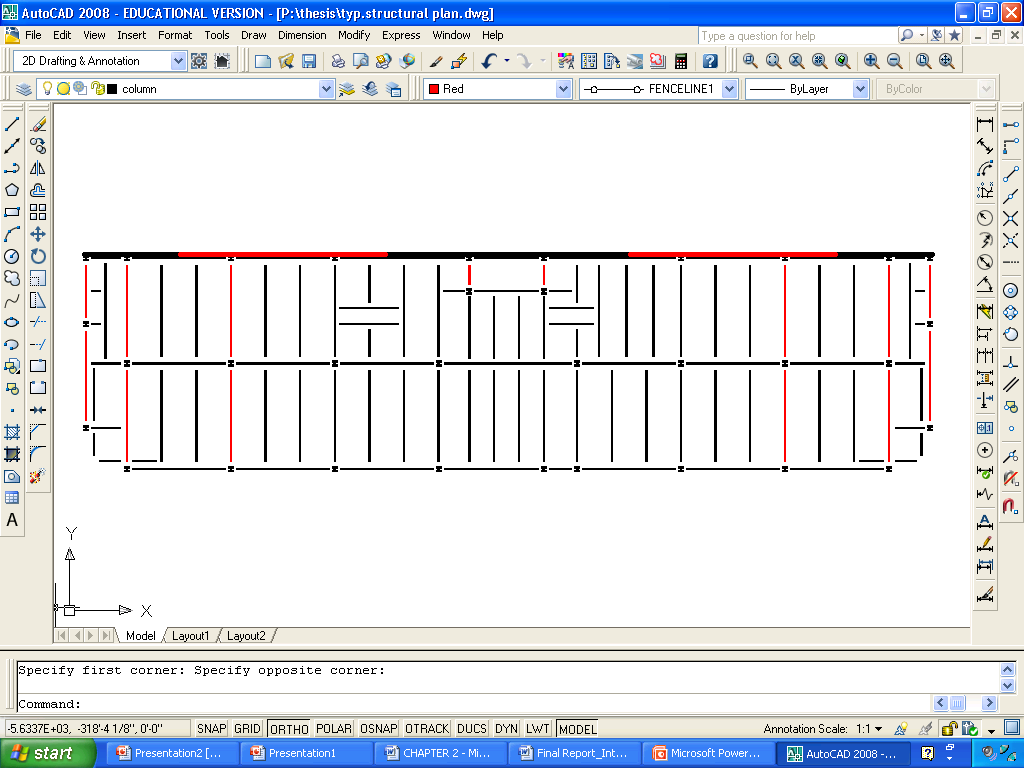 AutoCAD 2008 - EDUCATIONAL VERSION - [P:\thesis\typ.structural plan.dwg]
File Edit View Insert Format Tools Draw Dimension Modify Express Window Help Type a question for help
2D Drafting & Annotation
column Red FENCELINE1 ByLayer ByColor
A
A
Y
X
Model Layout1 Layout2
Specify first corner: Specify opposite corner:
Command:
-5.6337E+03, -318'-4 1/8", 0'-0" SNAP GRID ORTHO POLAR OSNAP OTRACK DUCS DYN LWT MODEL Annotation Scale: 1:1
start Presentation2 [... Presentation1 CHAPTER 2 - Mi... Final Report_Int... Microsoft Power... AutoCAD 2008 -... ?